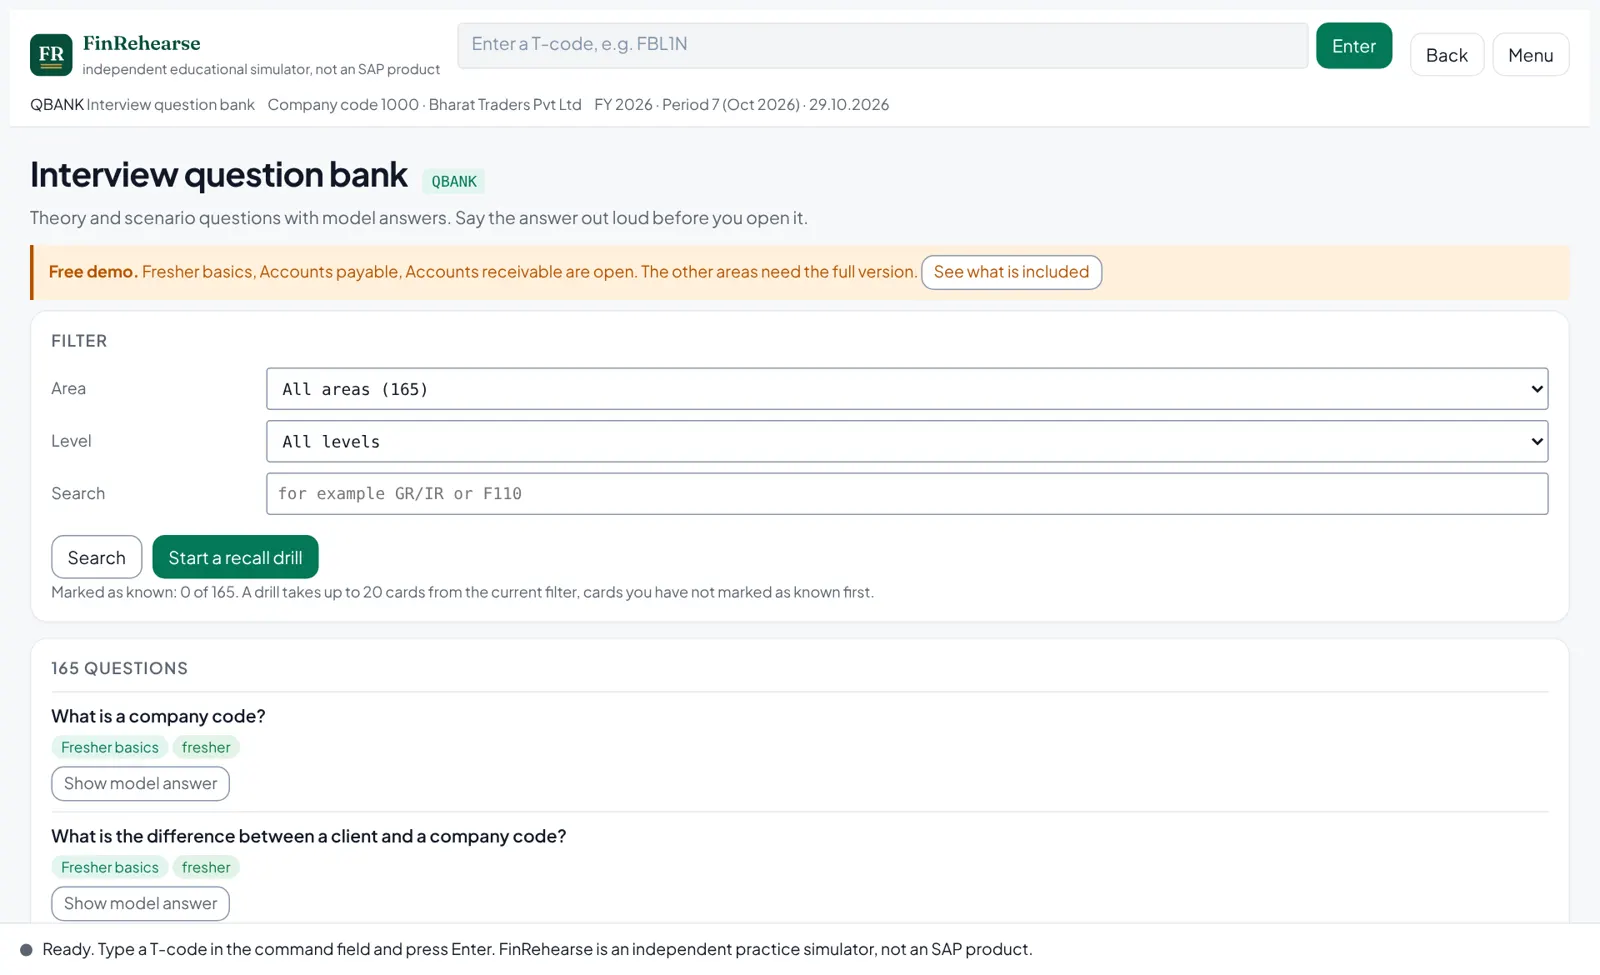 FR
FinRehearse
independent educational simulator, not an SAP product
Enter a T-code, e.g. FBL1N
Enter
Back
Menu
QBANK Interview question bank Company code 1000 · Bharat Traders Pvt Ltd FY 2026 · Period 7 (Oct 2026) · 29.10.2026
Interview question bank QBANK
Theory and scenario questions with model answers. Say the answer out loud before you open it.
Free demo. Fresher basics, Accounts payable, Accounts receivable are open. The other areas need the full version. See what is included
FILTER
Area All areas (165)
Level All levels
Search for example GR/IR or F110
Search Start a recall drill
Marked as known: 0 of 165. A drill takes up to 20 cards from the current filter, cards you have not marked as known first.
165 QUESTIONS
What is a company code?
Fresher basics fresher
Show model answer
What is the difference between a client and a company code?
Fresher basics fresher
Show model answer
Ready. Type a T-code in the command field and press Enter. FinRehearse is an independent practice simulator, not an SAP product.